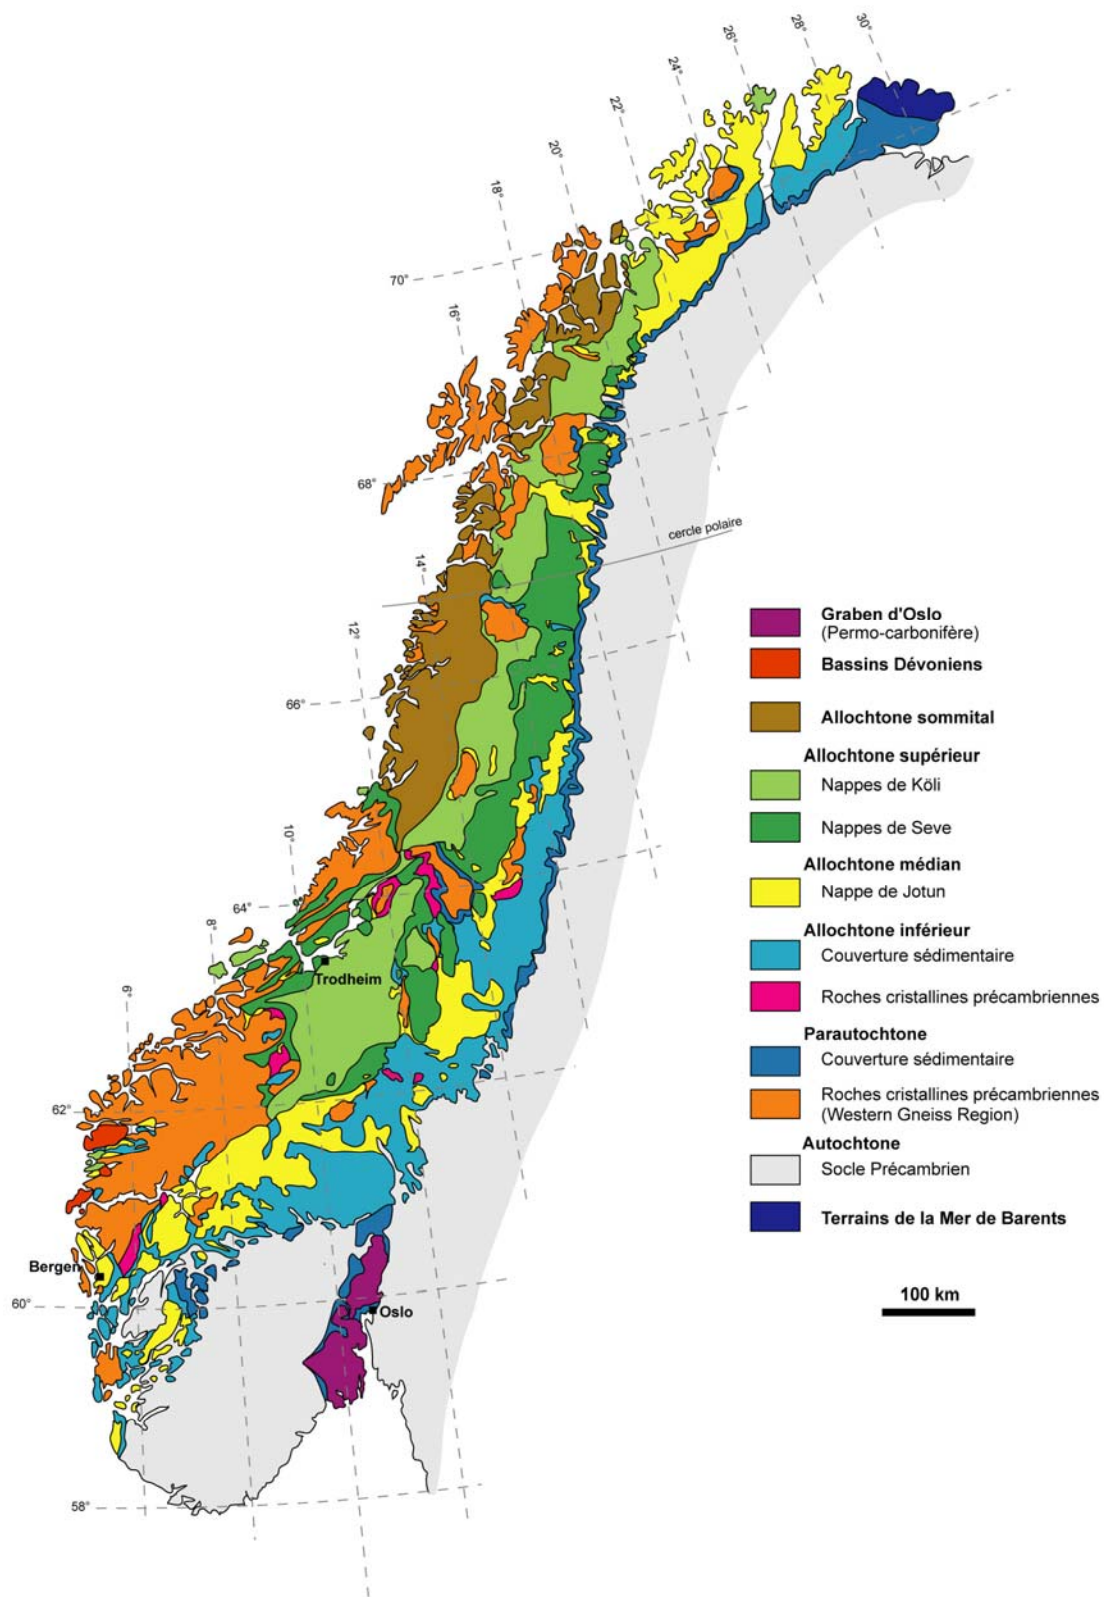 30°
28°
26°
24°
22°
20°
18°
70°
16°
68°
cercle polaire
14°
12°
66°
10°
64°
8°
Trodheim
6°
62°
Bergen
60°
Oslo
58°
Graben d'Oslo
(Permo-carbonifère)
Bassins Dévoniens
Allochtone sommital
Allochtone supérieur
Nappes de Köli
Nappes de Seve
Allochtone médian
Nappe de Jotun
Allochtone inférieur
Couverture sédimentaire
Roches cristallines précambriennes
Parautochtone
Couverture sédimentaire
Roches cristallines précambriennes
(Western Gneiss Region)
Autochtone
Socle Précambrien
Terrains de la Mer de Barents
100 km